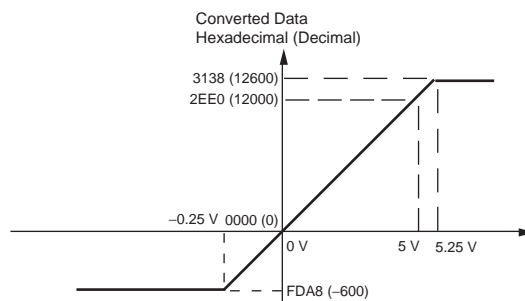 Converted Data
Hexadecimal (Decimal)
3138 (12600)
2EE0 (12000)
−0.25 V 0000 (0)
0 V 5 V 5.25 V
FDA8 (−600)